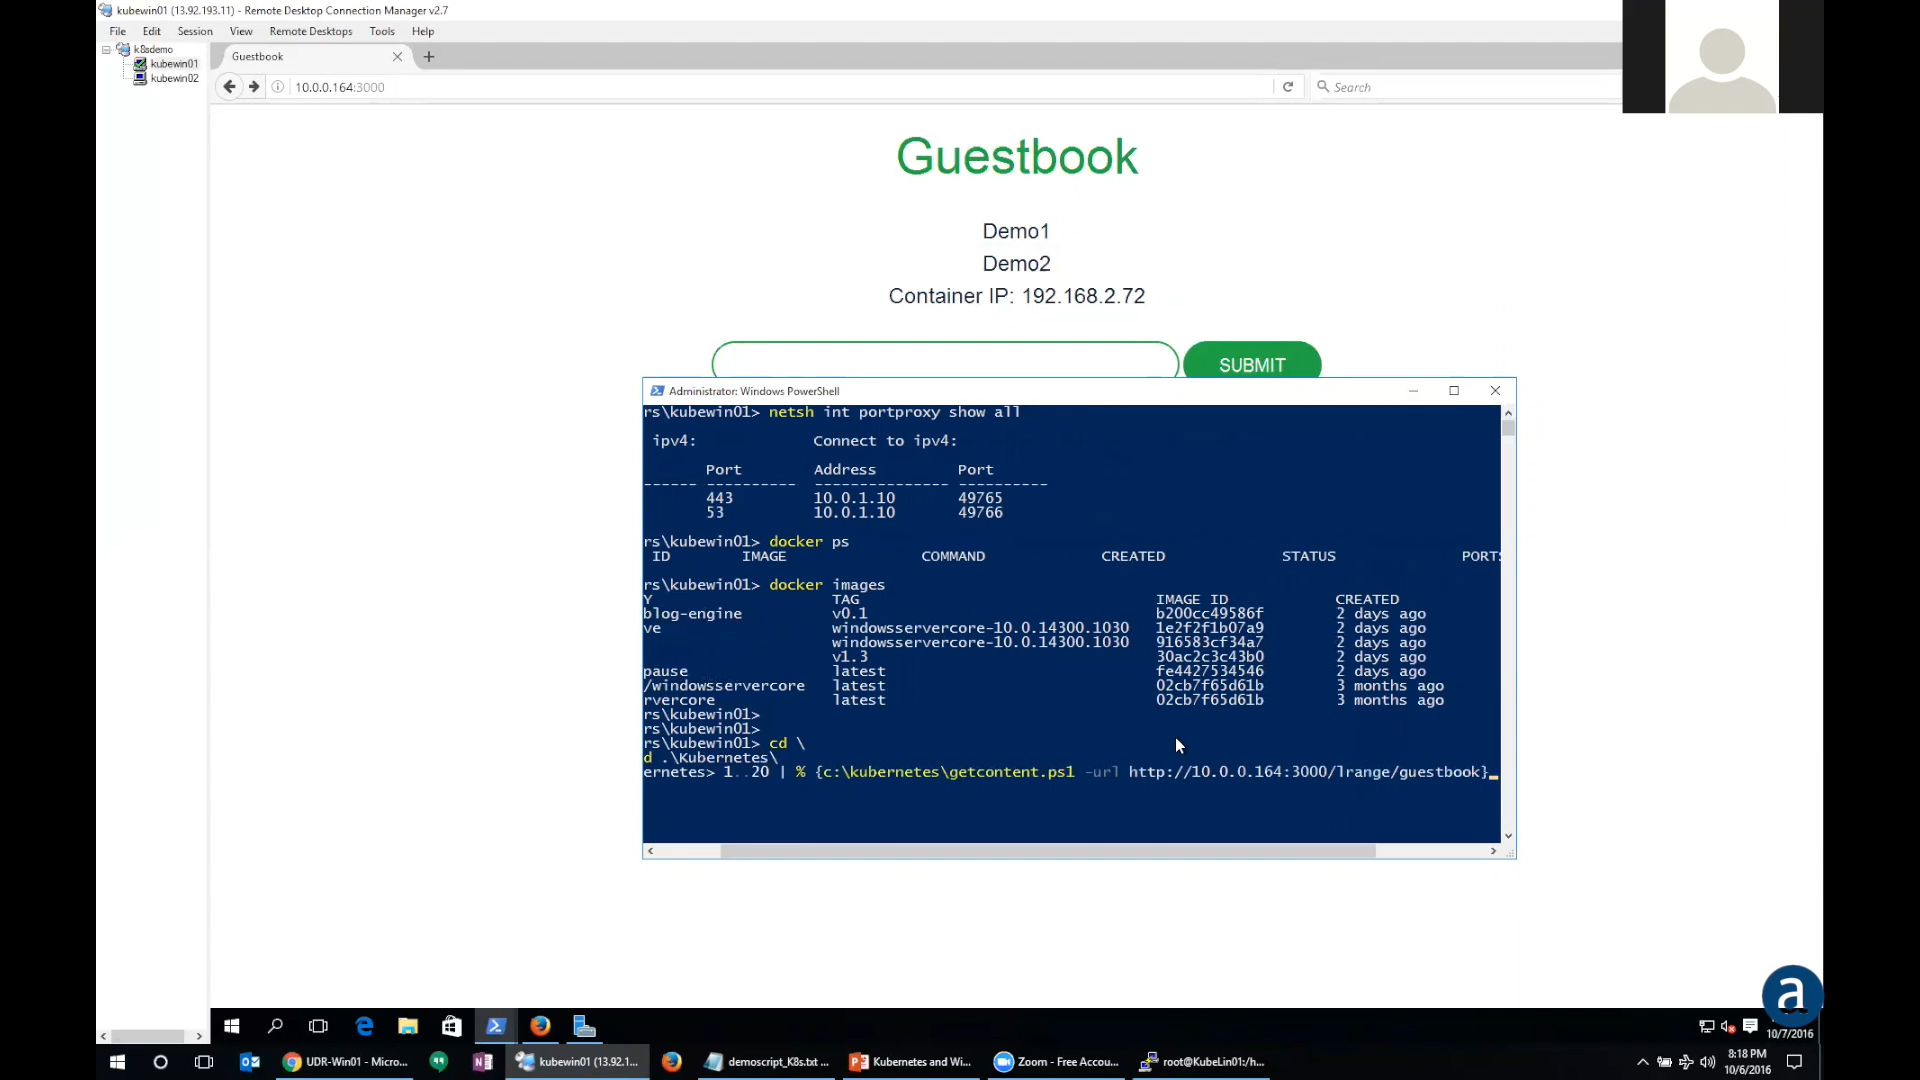 kubewin01 (13.92.193.11) - Remote Desktop Connection Manager v2.7
File Edit Session View Remote Desktops Tools Help
k8sdemo
kubewin01
kubewin02
Guestbook
10.0.0.164:3000
Search
Guestbook
Demo1
Demo2
Container IP: 192.168.2.72
SUBMIT
Administrator: Windows PowerShell
rs\kubewin01> netsh int portproxy show all
ipv4: Connect to ipv4:
Port Address Port
------ ---------- --------------- ----------
443 10.0.1.10 49765
53 10.0.1.10 49766
rs\kubewin01> docker ps
ID IMAGE COMMAND CREATED STATUS PORTS
rs\kubewin01> docker images
Y TAG IMAGE ID CREATED
blog-engine v0.1 b200cc49586f 2 days ago
ve windowsservercore-10.0.14300.1030 1e2f2f1b07a9 2 days ago
windowsservercore-10.0.14300.1030 916583cf34a7 2 days ago
v1.3 30ac2c3c43b0 2 days ago
pause latest fe4427534546 2 days ago
/windowsservercore latest 02cb7f65d61b 3 months ago
rvercore latest 02cb7f65d61b 3 months ago
rs\kubewin01>
rs\kubewin01>
rs\kubewin01> cd \
d .\Kubernetes\
ernetes> 1..20 | % {c:\kubernetes\getcontent.ps1 -url http://10.0.0.164:3000/lrange/guestbook}_
a
10/7/2016
UDR-Win01 - Micro... kubewin01 (13.92.1... demoscript_K8s.txt ... Kubernetes and Wi... Zoom - Free Accou... root@KubeLin01:/h...
8:18 PM
10/6/2016